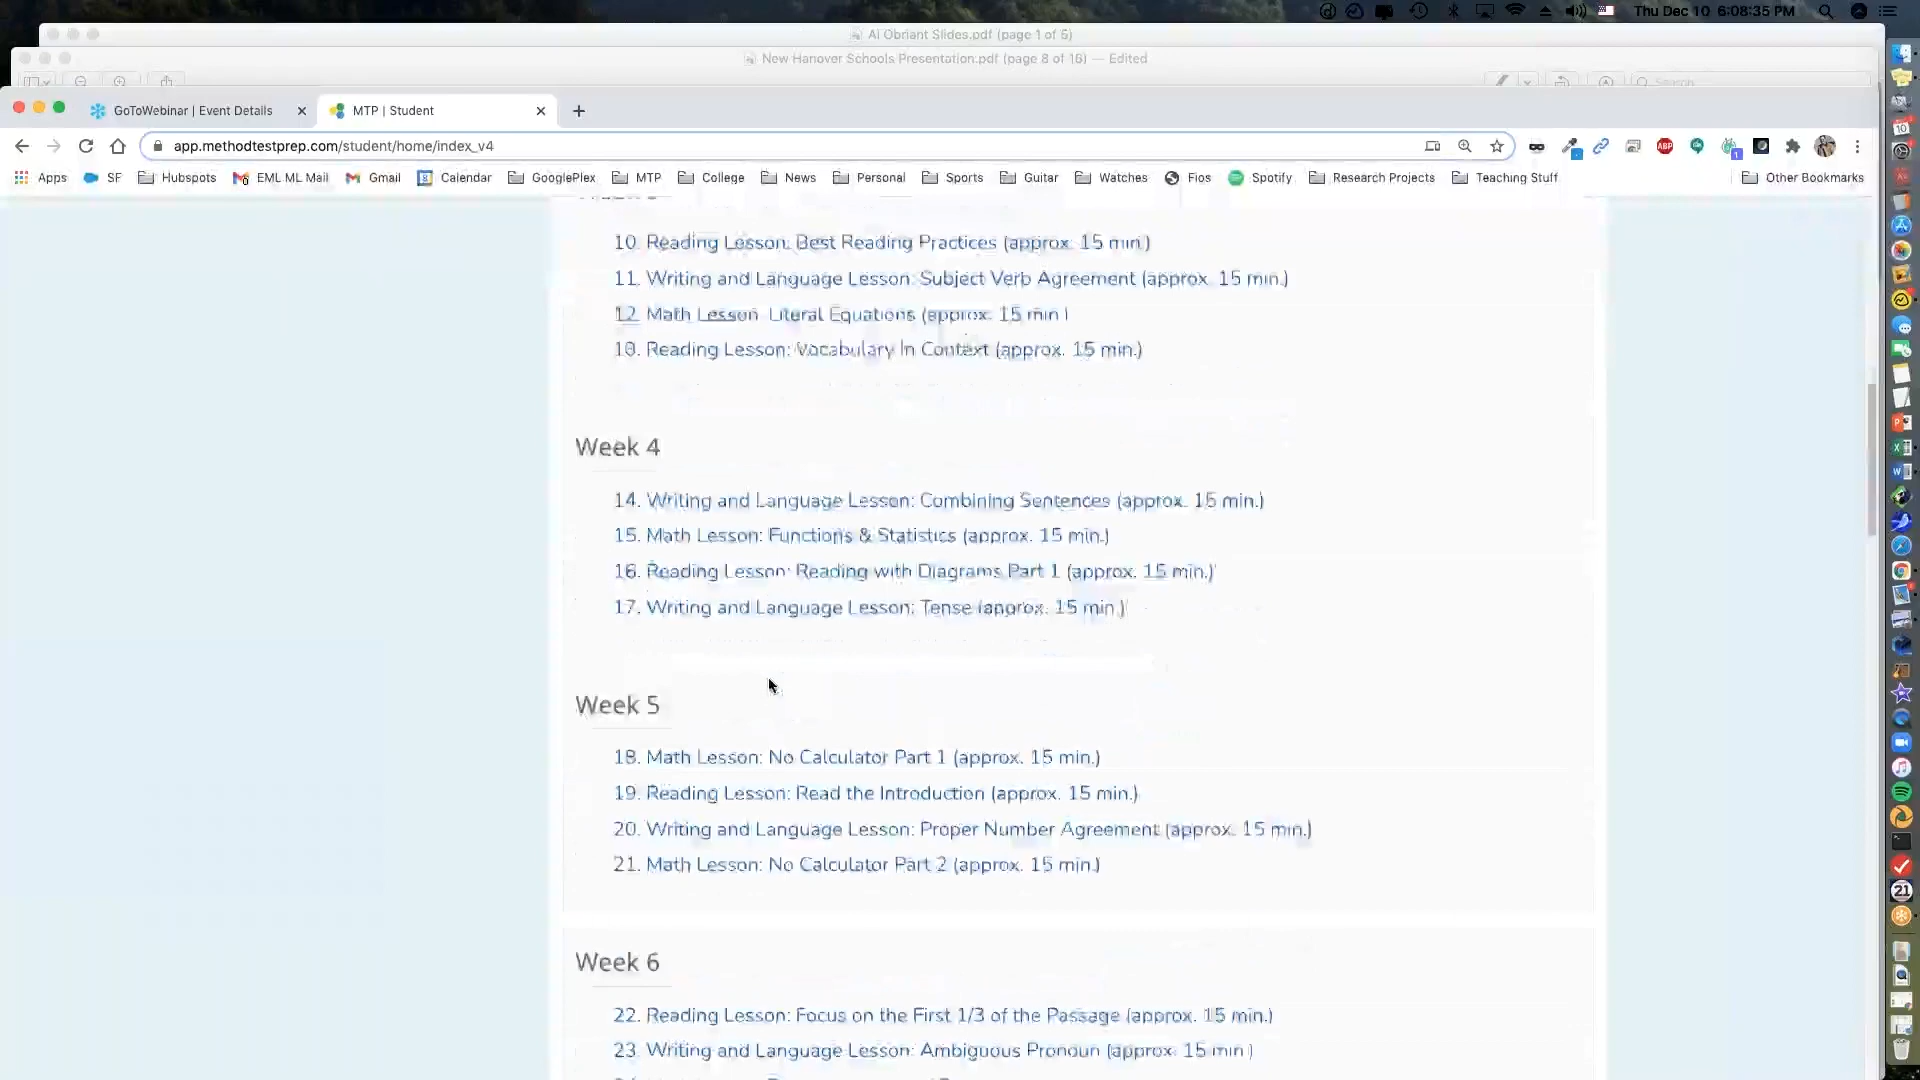 Thu Dec 10 6:08:35 PM
Al Obriant Slides.pdf (page 1 of 5)
New Hanover Schools Presentation.pdf (page 8 of 16) — Edited
Search
GoToWebinar | Event Details
MTP | Student
app.methodtestprep.com/student/home/index_v4
Apps SF Hubspots EML ML Mail Gmail Calendar GooglePlex MTP College News Personal Sports Guitar Watches Fios Spotify Research Projects Teaching Stuff Other Bookmarks
10. Reading Lesson: Best Reading Practices (approx. 15 min.)
11. Writing and Language Lesson: Subject Verb Agreement (approx. 15 min.)
12. Math Lesson: Literal Equations (approx. 15 min.)
13. Reading Lesson: Vocabulary In Context (approx. 15 min.)
Week 4
14. Writing and Language Lesson: Combining Sentences (approx. 15 min.)
15. Math Lesson: Functions & Statistics (approx. 15 min.)
16. Reading Lesson: Reading with Diagrams Part 1 (approx. 15 min.)
17. Writing and Language Lesson: Tense (approx. 15 min.)
Week 5
18. Math Lesson: No Calculator Part 1 (approx. 15 min.)
19. Reading Lesson: Read the Introduction (approx. 15 min.)
20. Writing and Language Lesson: Proper Number Agreement (approx. 15 min.)
21. Math Lesson: No Calculator Part 2 (approx. 15 min.)
Week 6
22. Reading Lesson: Focus on the First 1/3 of the Passage (approx. 15 min.)
23. Writing and Language Lesson: Ambiguous Pronoun (approx. 15 min.)